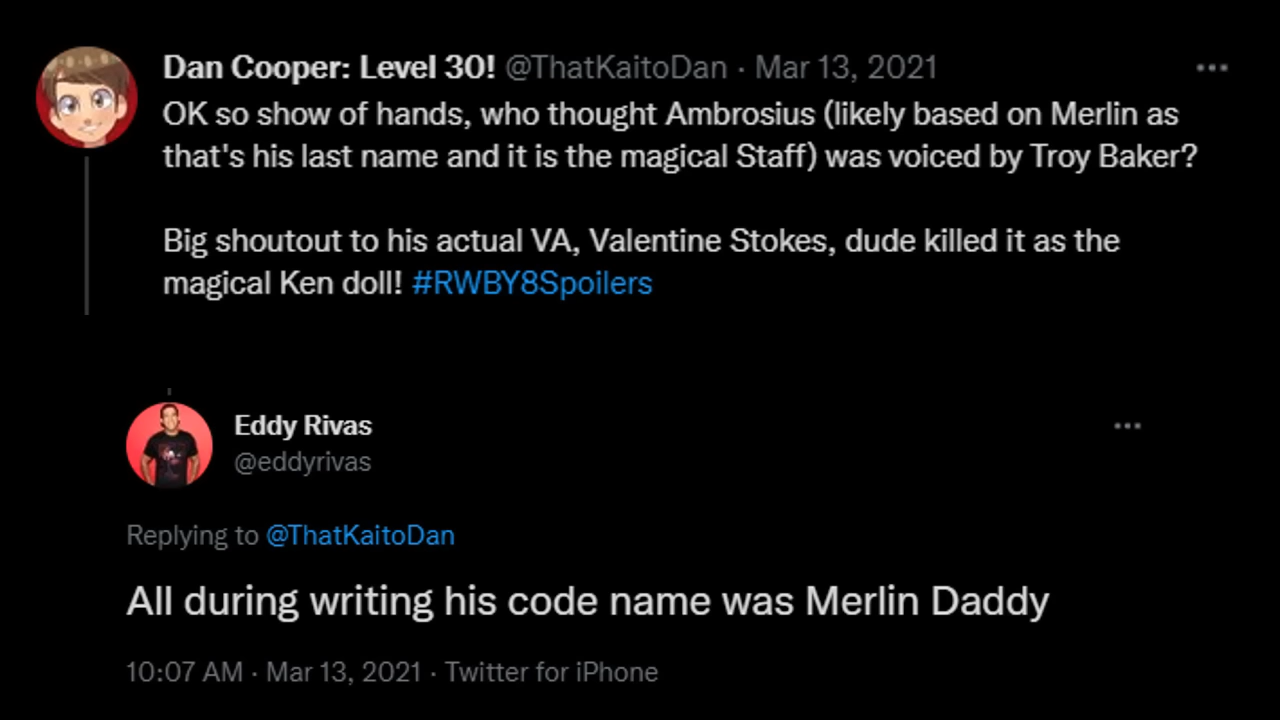 Dan Cooper: Level 30! @ThatKaitoDan · Mar 13, 2021
OK so show of hands, who thought Ambrosius (likely based on Merlin as
that's his last name and it is the magical Staff) was voiced by Troy Baker?
Big shoutout to his actual VA, Valentine Stokes, dude killed it as the
magical Ken doll! #RWBY8Spoilers
Eddy Rivas
@eddyrivas
Replying to @ThatKaitoDan
All during writing his code name was Merlin Daddy
10:07 AM · Mar 13, 2021 · Twitter for iPhone